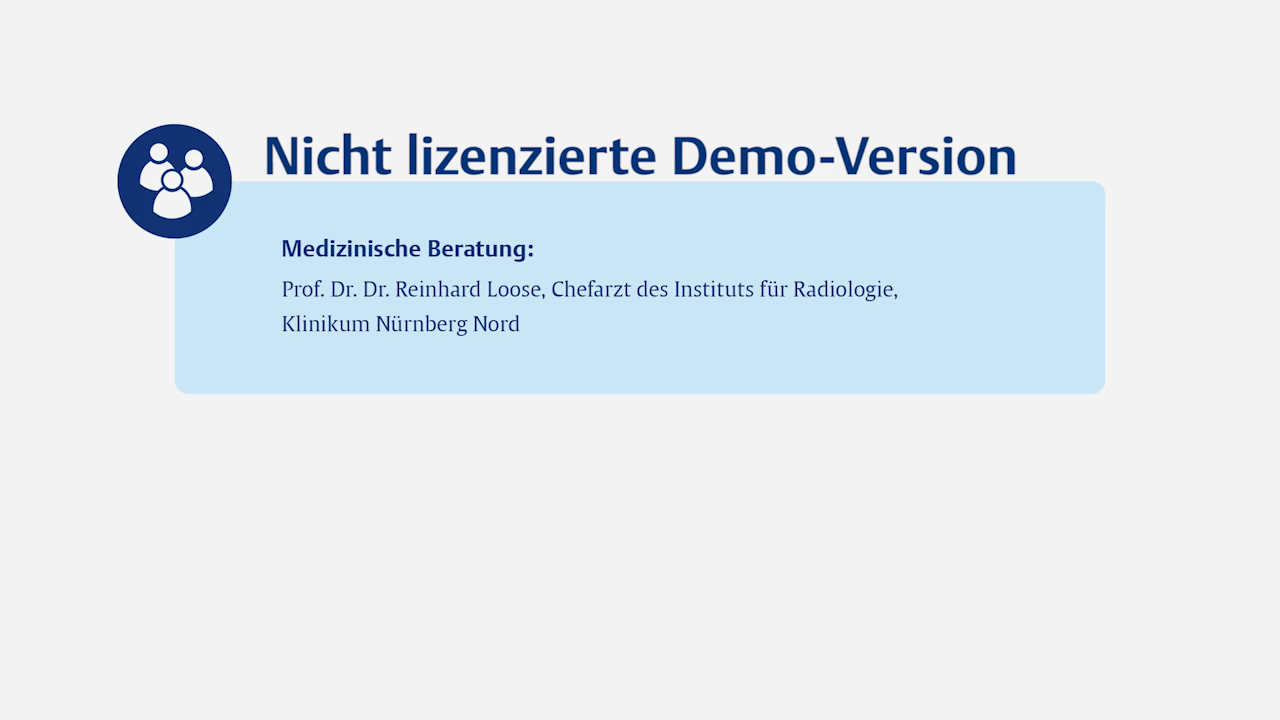 Nicht lizenzierte Demo-Version
Medizinische Beratung:
Prof. Dr. Dr. Reinhard Loose, Chefarzt des Instituts für Radiologie,
Klinikum Nürnberg Nord